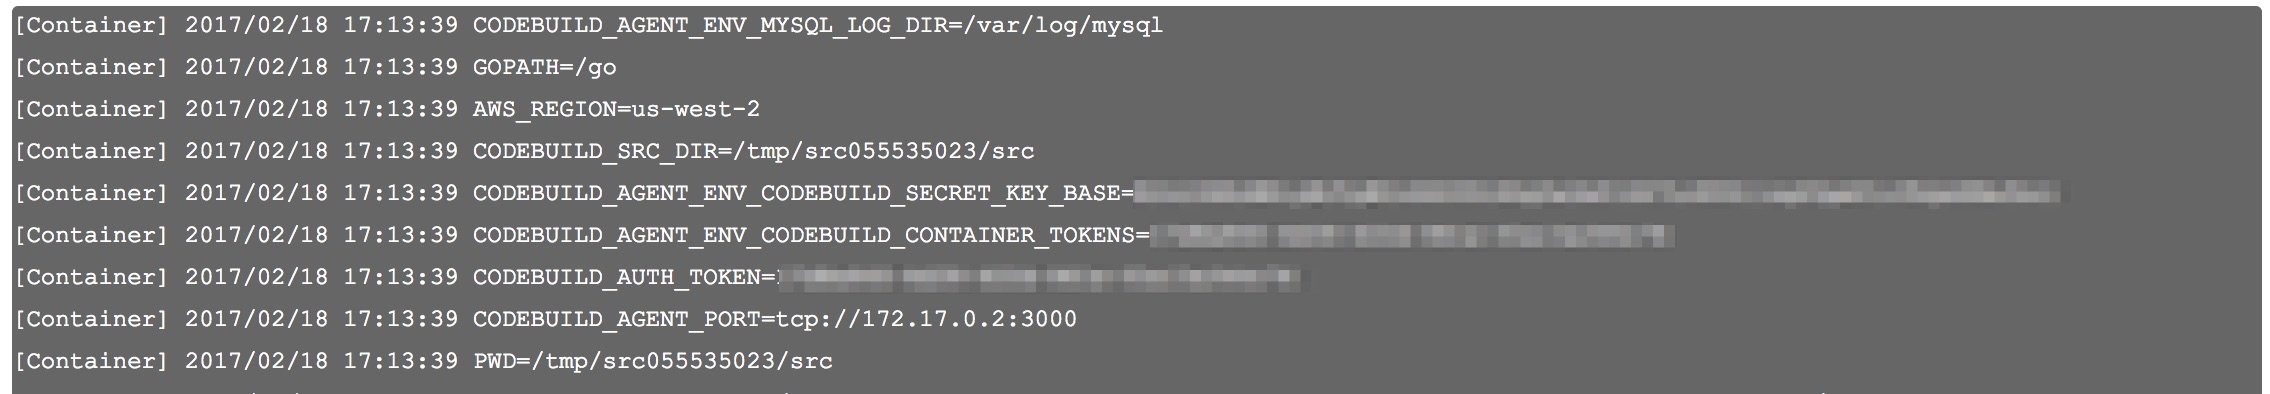 [Container] 2017/02/18 17:13:39 CODEBUILD_AGENT_ENV_MYSQL_LOG_DIR=/var/log/mysql
[Container] 2017/02/18 17:13:39 GOPATH=/go
[Container] 2017/02/18 17:13:39 AWS_REGION=us-west-2
[Container] 2017/02/18 17:13:39 CODEBUILD_SRC_DIR=/tmp/src055535023/src
[Container] 2017/02/18 17:13:39 CODEBUILD_AGENT_ENV_CODEBUILD_SECRET_KEY_BASE=
[Container] 2017/02/18 17:13:39 CODEBUILD_AGENT_ENV_CODEBUILD_CONTAINER_TOKENS=
[Container] 2017/02/18 17:13:39 CODEBUILD_AUTH_TOKEN=
[Container] 2017/02/18 17:13:39 CODEBUILD_AGENT_PORT=tcp://172.17.0.2:3000
[Container] 2017/02/18 17:13:39 PWD=/tmp/src055535023/src